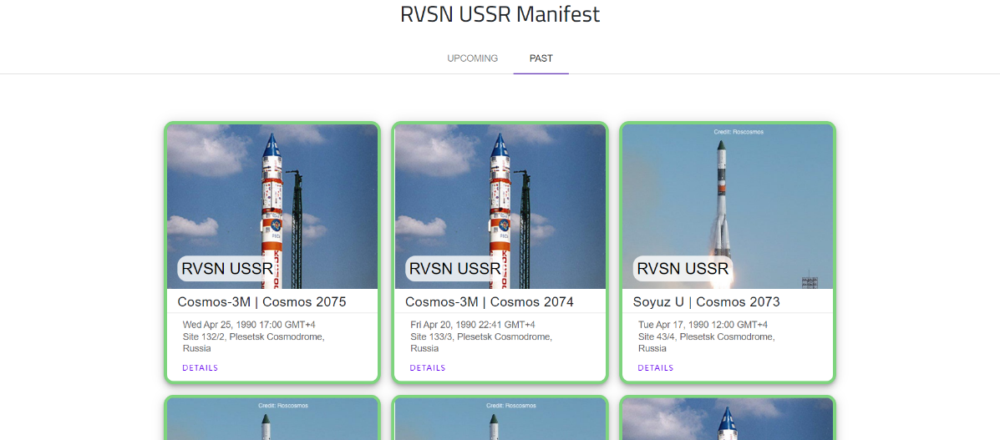 RVSN USSR Manifest
UPCOMING
PAST
Credit: Roscosmos
RVSN USSR
RVSN USSR
RVSN USSR
Cosmos-3M | Cosmos 2075
Cosmos-3M | Cosmos 2074
Soyuz U | Cosmos 2073
Wed Apr 25, 1990 17:00 GMT+4
Site 132/2, Plesetsk Cosmodrome,
Russia
DETAILS
Fri Apr 20, 1990 22:41 GMT+4
Site 133/3, Plesetsk Cosmodrome,
Russia
DETAILS
Tue Apr 17, 1990 12:00 GMT+4
Site 43/4, Plesetsk Cosmodrome,
Russia
DETAILS
Credit: Roscosmos
Credit: Roscosmos